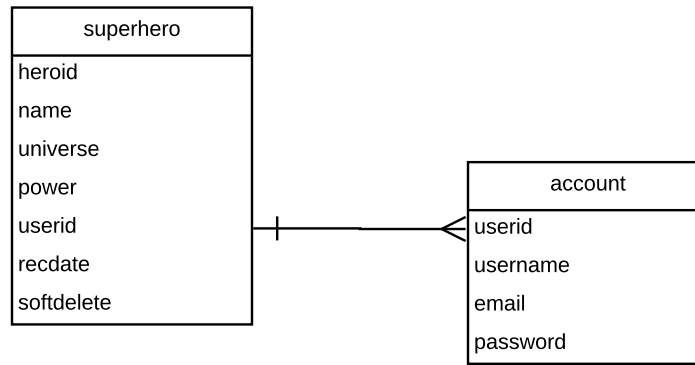 superhero
heroid
name
universe
power
userid
recdate
softdelete
account
userid
username
email
password